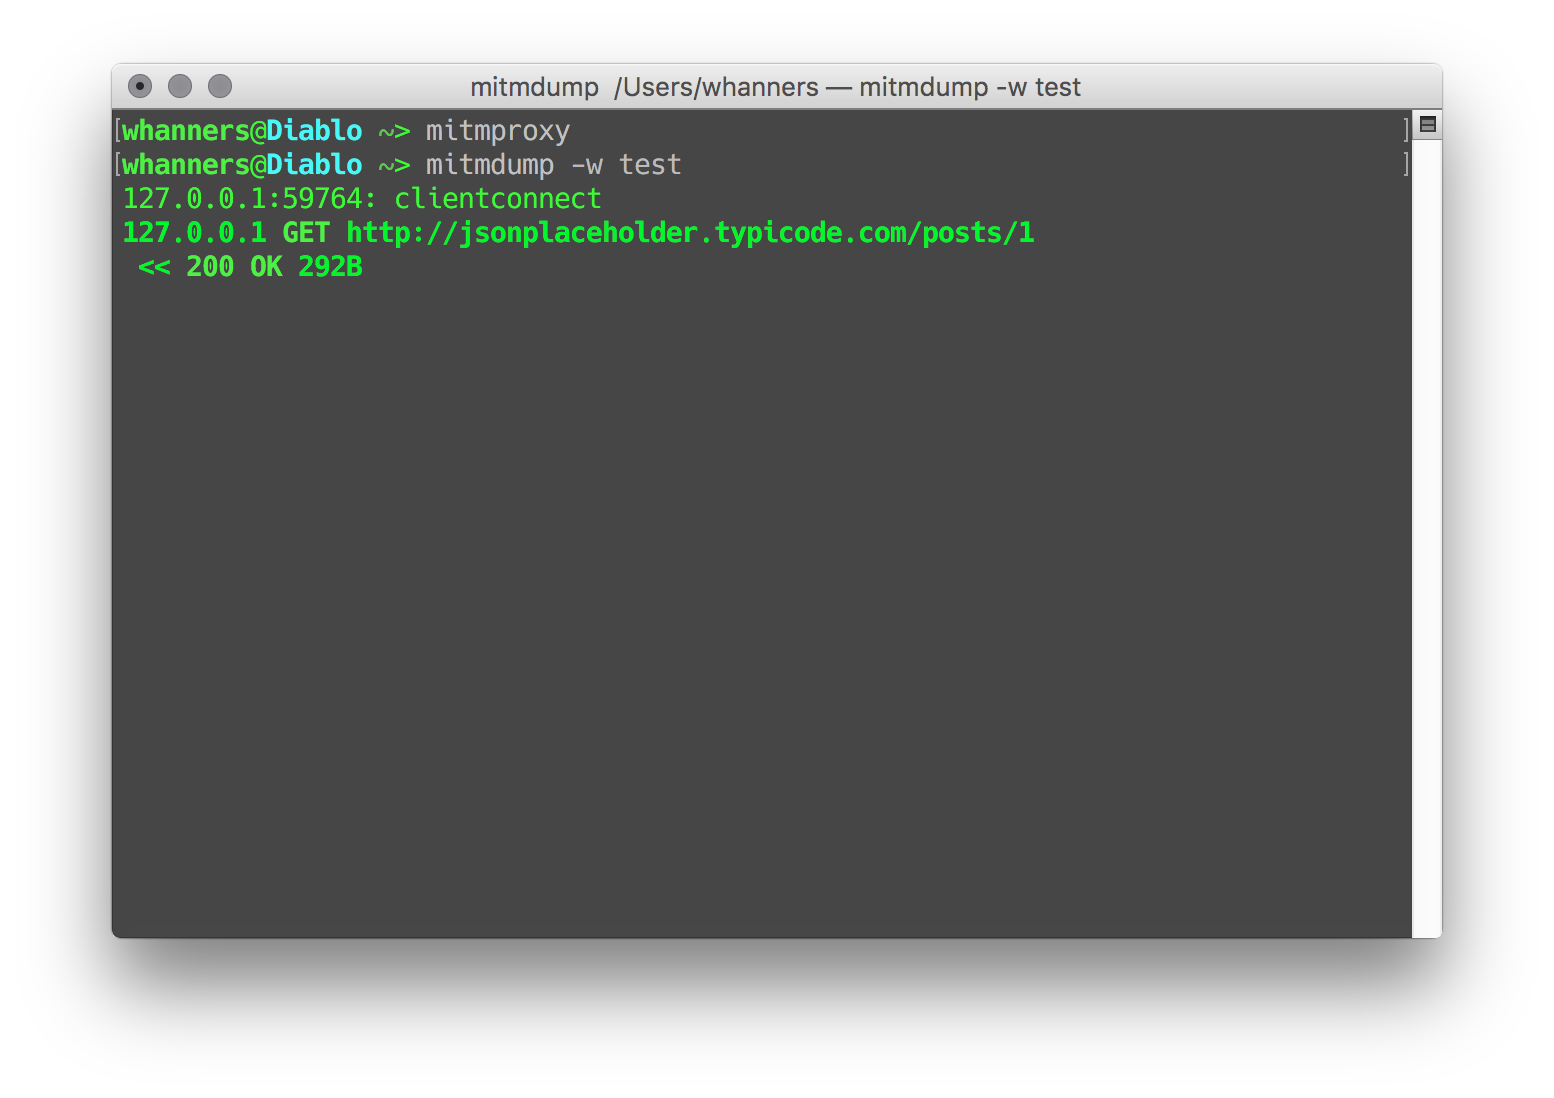 mitmdump  /Users/whanners — mitmdump -w test
[whanners@Diablo ~> mitmproxy ]
[whanners@Diablo ~> mitmdump -w test ]
127.0.0.1:59764: clientconnect
127.0.0.1 GET http://jsonplaceholder.typicode.com/posts/1
 << 200 OK 292B